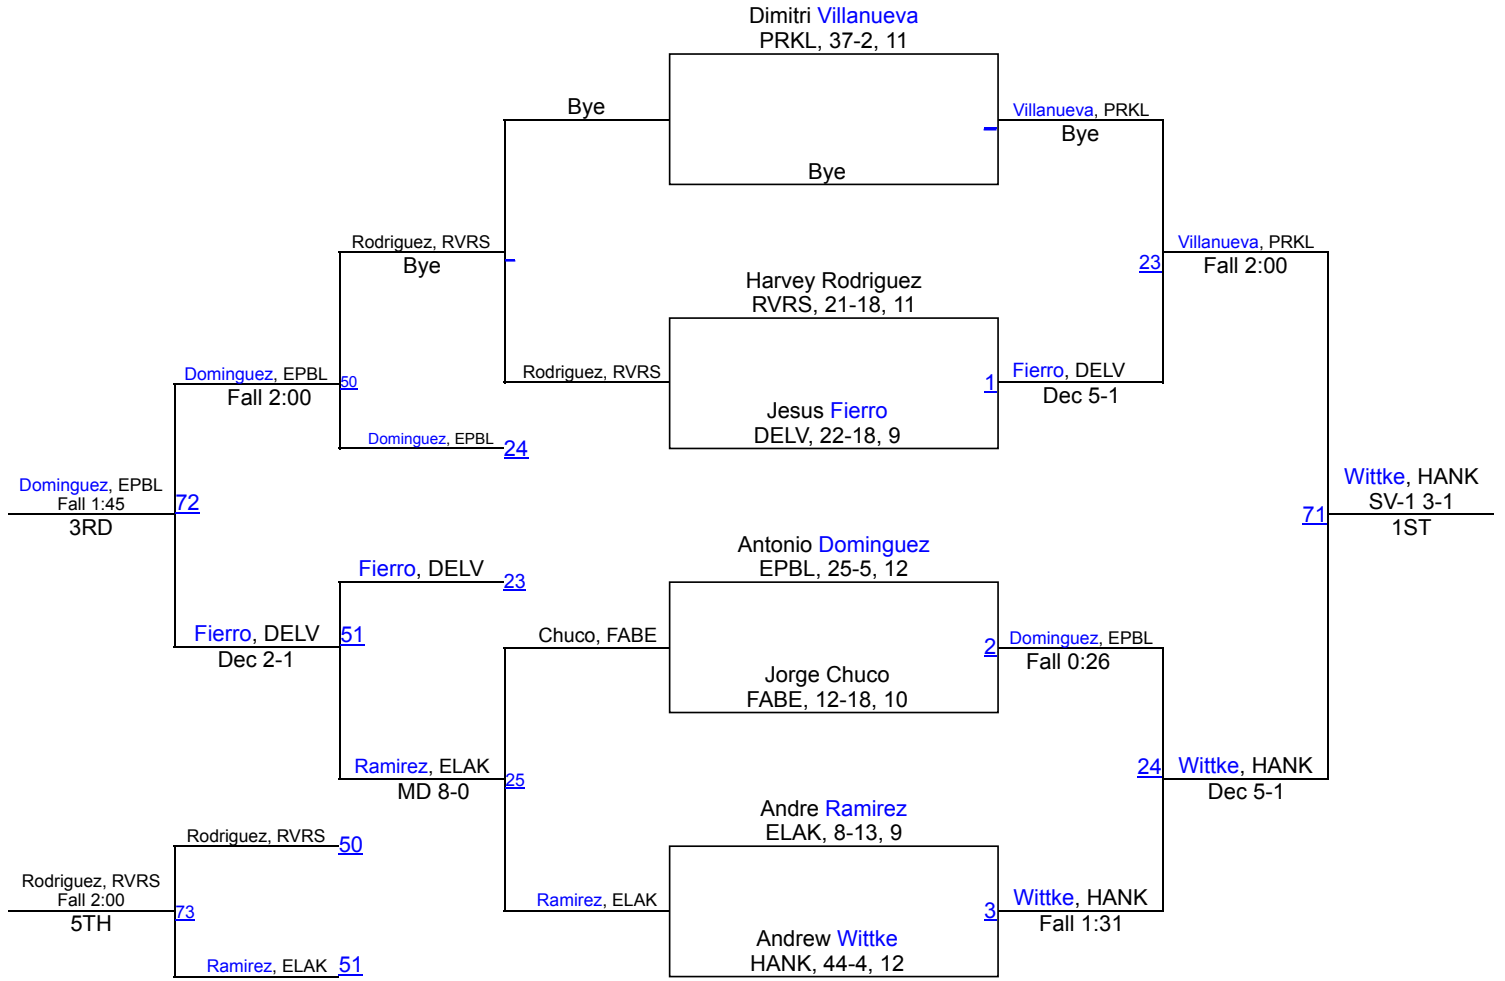 Dimitri Villanueva
PRKL, 37-2, 11
Bye
Villanueva, PRKL
Bye
Bye
Rodriguez, RVRS
Bye
Villanueva, PRKL
23
Fall 2:00
Harvey Rodriguez
RVRS, 21-18, 11
Dominguez, EPBL
50
Fall 2:00
Rodriguez, RVRS
1
Fierro, DELV
Dec 5-1
Jesus Fierro
DELV, 22-18, 9
Dominguez, EPBL
24
Dominguez, EPBL
Fall 1:45
72
3RD
Wittke, HANK
SV-1 3-1
71
1ST
Antonio Dominguez
EPBL, 25-5, 12
Fierro, DELV
23
Fierro, DELV
51
Dec 2-1
Chuco, FABE
2
Dominguez, EPBL
Fall 0:26
Jorge Chuco
FABE, 12-18, 10
Ramirez, ELAK
25
MD 8-0
24
Wittke, HANK
Dec 5-1
Andre Ramirez
ELAK, 8-13, 9
Rodriguez, RVRS
50
Rodriguez, RVRS
Fall 2:00
73
5TH
Ramirez, ELAK
3
Wittke, HANK
Fall 1:31
Andrew Wittke
HANK, 44-4, 12
Ramirez, ELAK
51